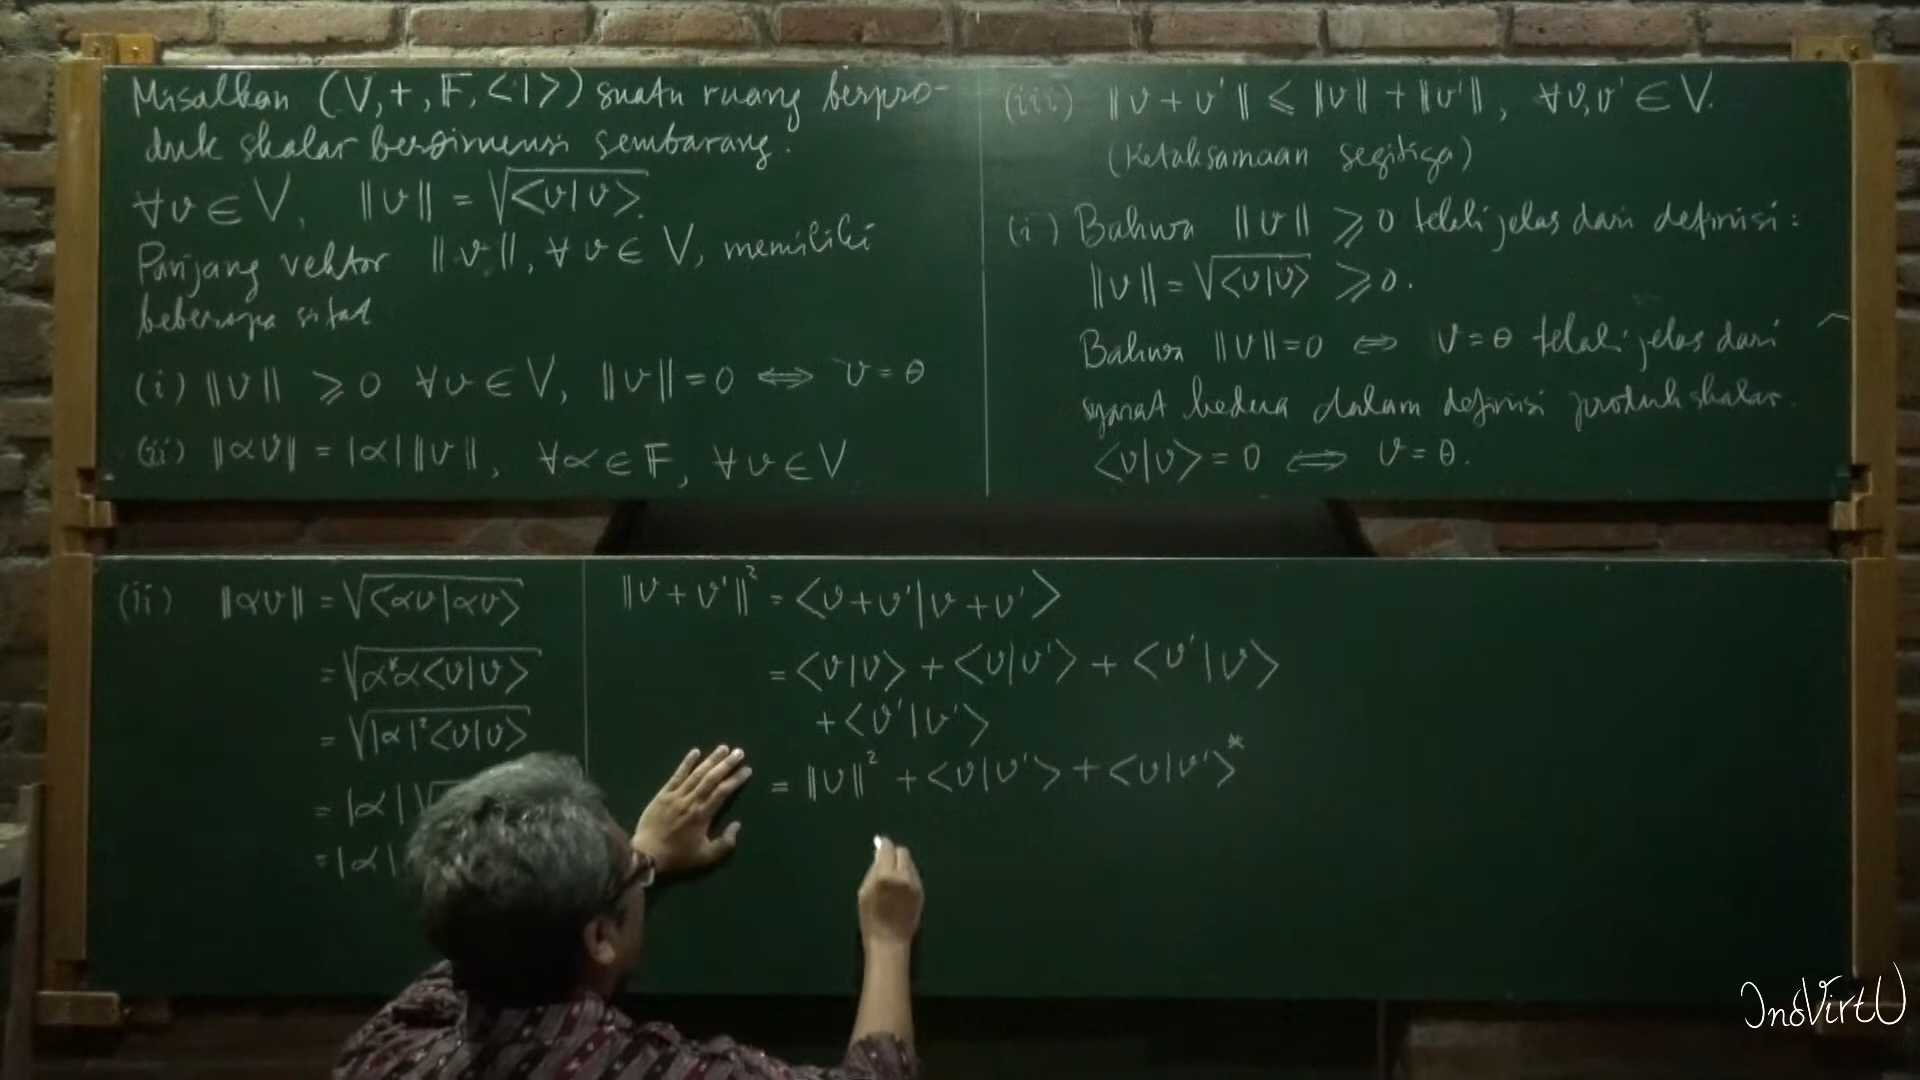 Misalkan (V, +, F, <·|>) suatu ruang berpro-
duk skalar berdimensi sembarang.
∀v ∈ V, ‖v‖ = √<v|v>.
Panjang vektor ‖v‖, ∀v ∈ V, memiliki
beberapa sifat
(i) ‖v‖ ⩾ 0 ∀v ∈ V, ‖v‖ = 0 ⇔ v = θ
(ii) ‖αv‖ = |α| ‖v‖, ∀α ∈ F, ∀v ∈ V
(iii) ‖v + v'‖ ⩽ ‖v‖ + ‖v'‖, ∀v,v' ∈ V.
(Ketaksamaan segitiga)
(i) Bahwa ‖v‖ ⩾ 0 telah jelas dari definisi:
‖v‖ = √<v|v> ⩾ 0.
Bahwa ‖v‖ = 0 ⇔ v = θ telah jelas dari
syarat kedua dalam definisi produk skalar.
<v|v> = 0 ⇔ v = θ.
(ii) ‖αv‖ = √<αv|αv>
= √α*α<v|v>
= √|α|²<v|v>
= |α| √
= |α|
‖v + v'‖² = <v+v'|v+v'>
= <v|v> + <v|v'> + <v'|v>
+ <v'|v'>
= ‖v‖² + <v|v'> + <v|v'>*
InoVirtU